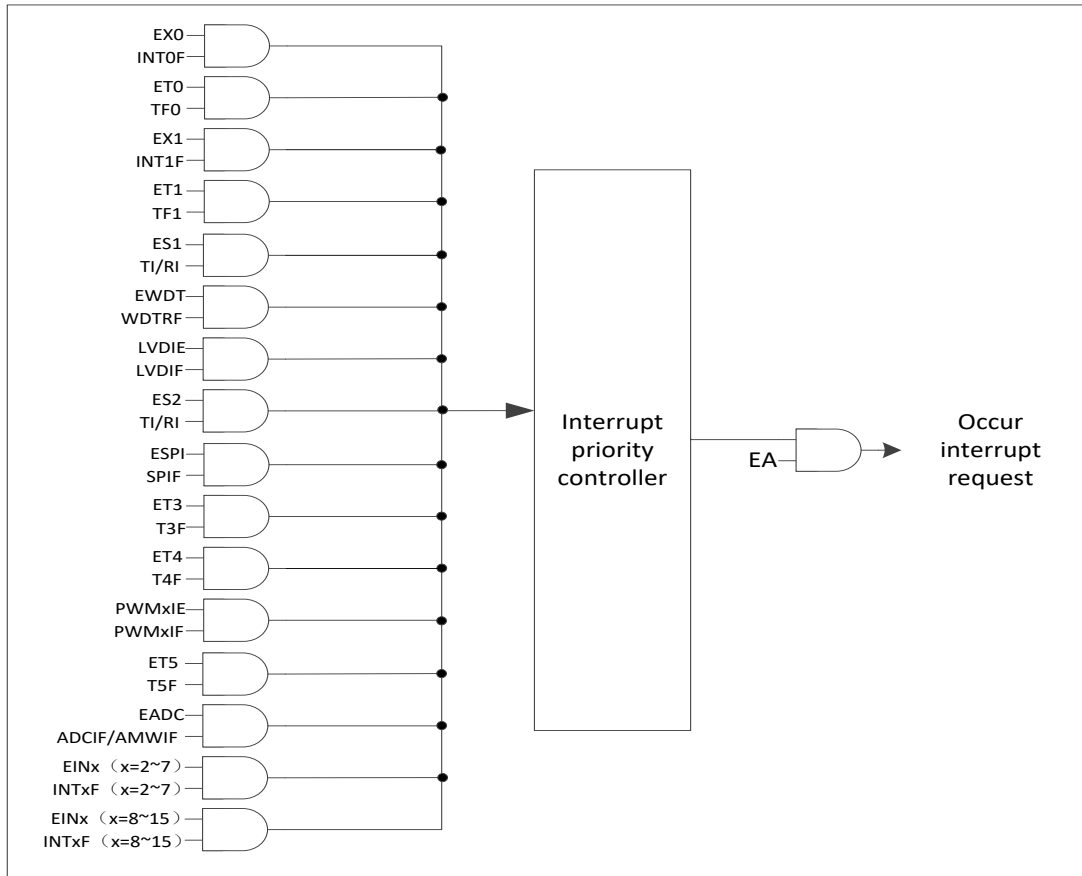 EX0
INT0F
ET0
TF0
EX1
INT1F
ET1
TF1
ES1
TI/RI
EWDT
WDTRF
LVDIE
LVDIF
ES2
TI/RI
ESPI
SPIF
ET3
T3F
ET4
T4F
PWMxIE
PWMxIF
ET5
T5F
EADC
ADCIF/AMWIF
EINx（x=2~7）
INTxF（x=2~7）
EINx（x=8~15）
INTxF（x=8~15）
Interrupt
priority
controller
EA
Occur
interrupt
request